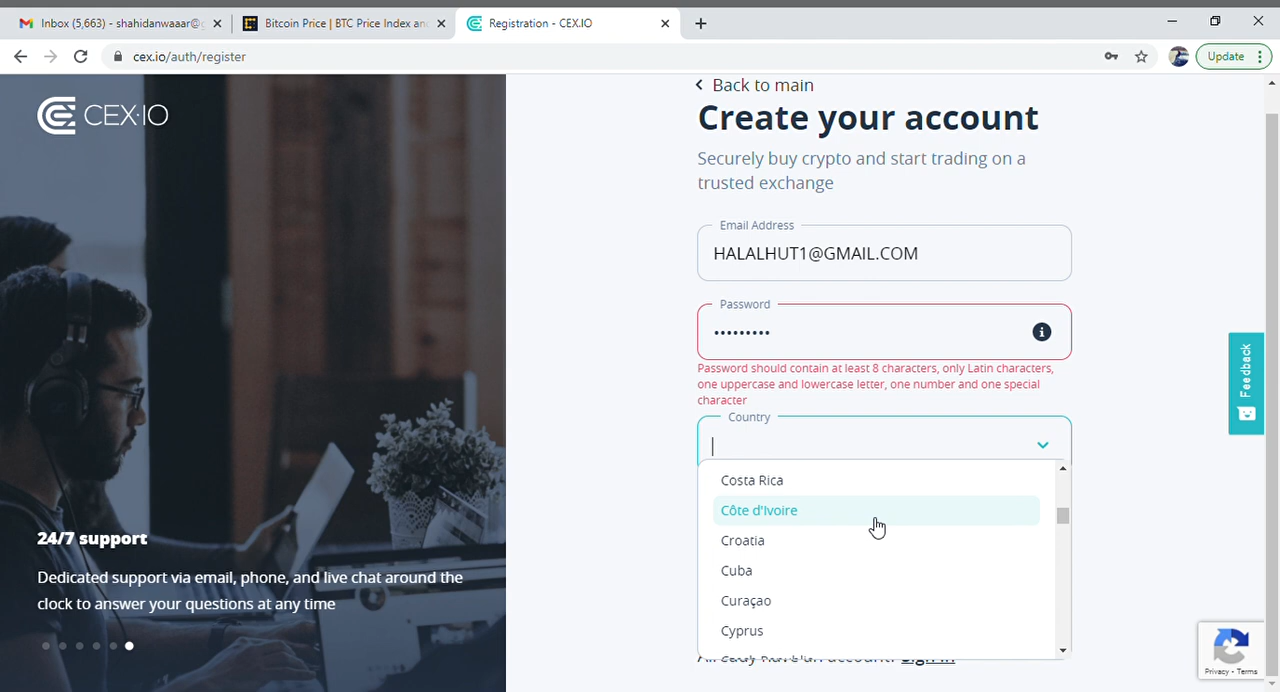 Inbox (5,663) - shahidanwaaar@g
Bitcoin Price | BTC Price Index an
Registration - CEX.IO
cex.io/auth/register
Update
CEX·IO
24/7 support
Dedicated support via email, phone, and live chat around the
clock to answer your questions at any time
Back to main
Create your account
Securely buy crypto and start trading on a
trusted exchange
Email Address
HALALHUT1@GMAIL.COM
Password
•••••••••
Password should contain at least 8 characters, only Latin characters,
one uppercase and lowercase letter, one number and one special
character
Country
Costa Rica
Côte d'Ivoire
Croatia
Cuba
Curaçao
Cyprus
Feedback
Privacy - Terms